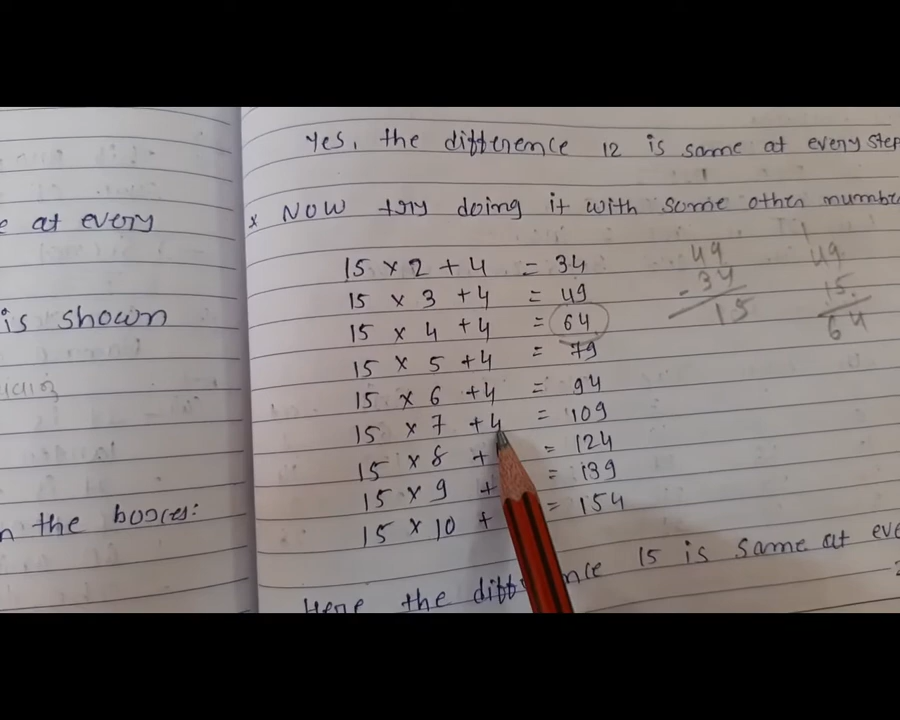 e at every
is shown
n the boxes:
Yes, the difference 12 is same at every step
* NOW try doing it with some other numbe
15 × 2 + 4 = 34
15 × 3 + 4 = 49
15 × 4 + 4 = 64
15 × 5 + 4 = 79
15 × 6 + 4 = 94
15 × 7 + 4 = 109
15 × 8 + = 124
15 × 9 + = 139
15 × 10 + = 154
49
- 34
15
49
15
64
Here the diff nce 15 is same at eve